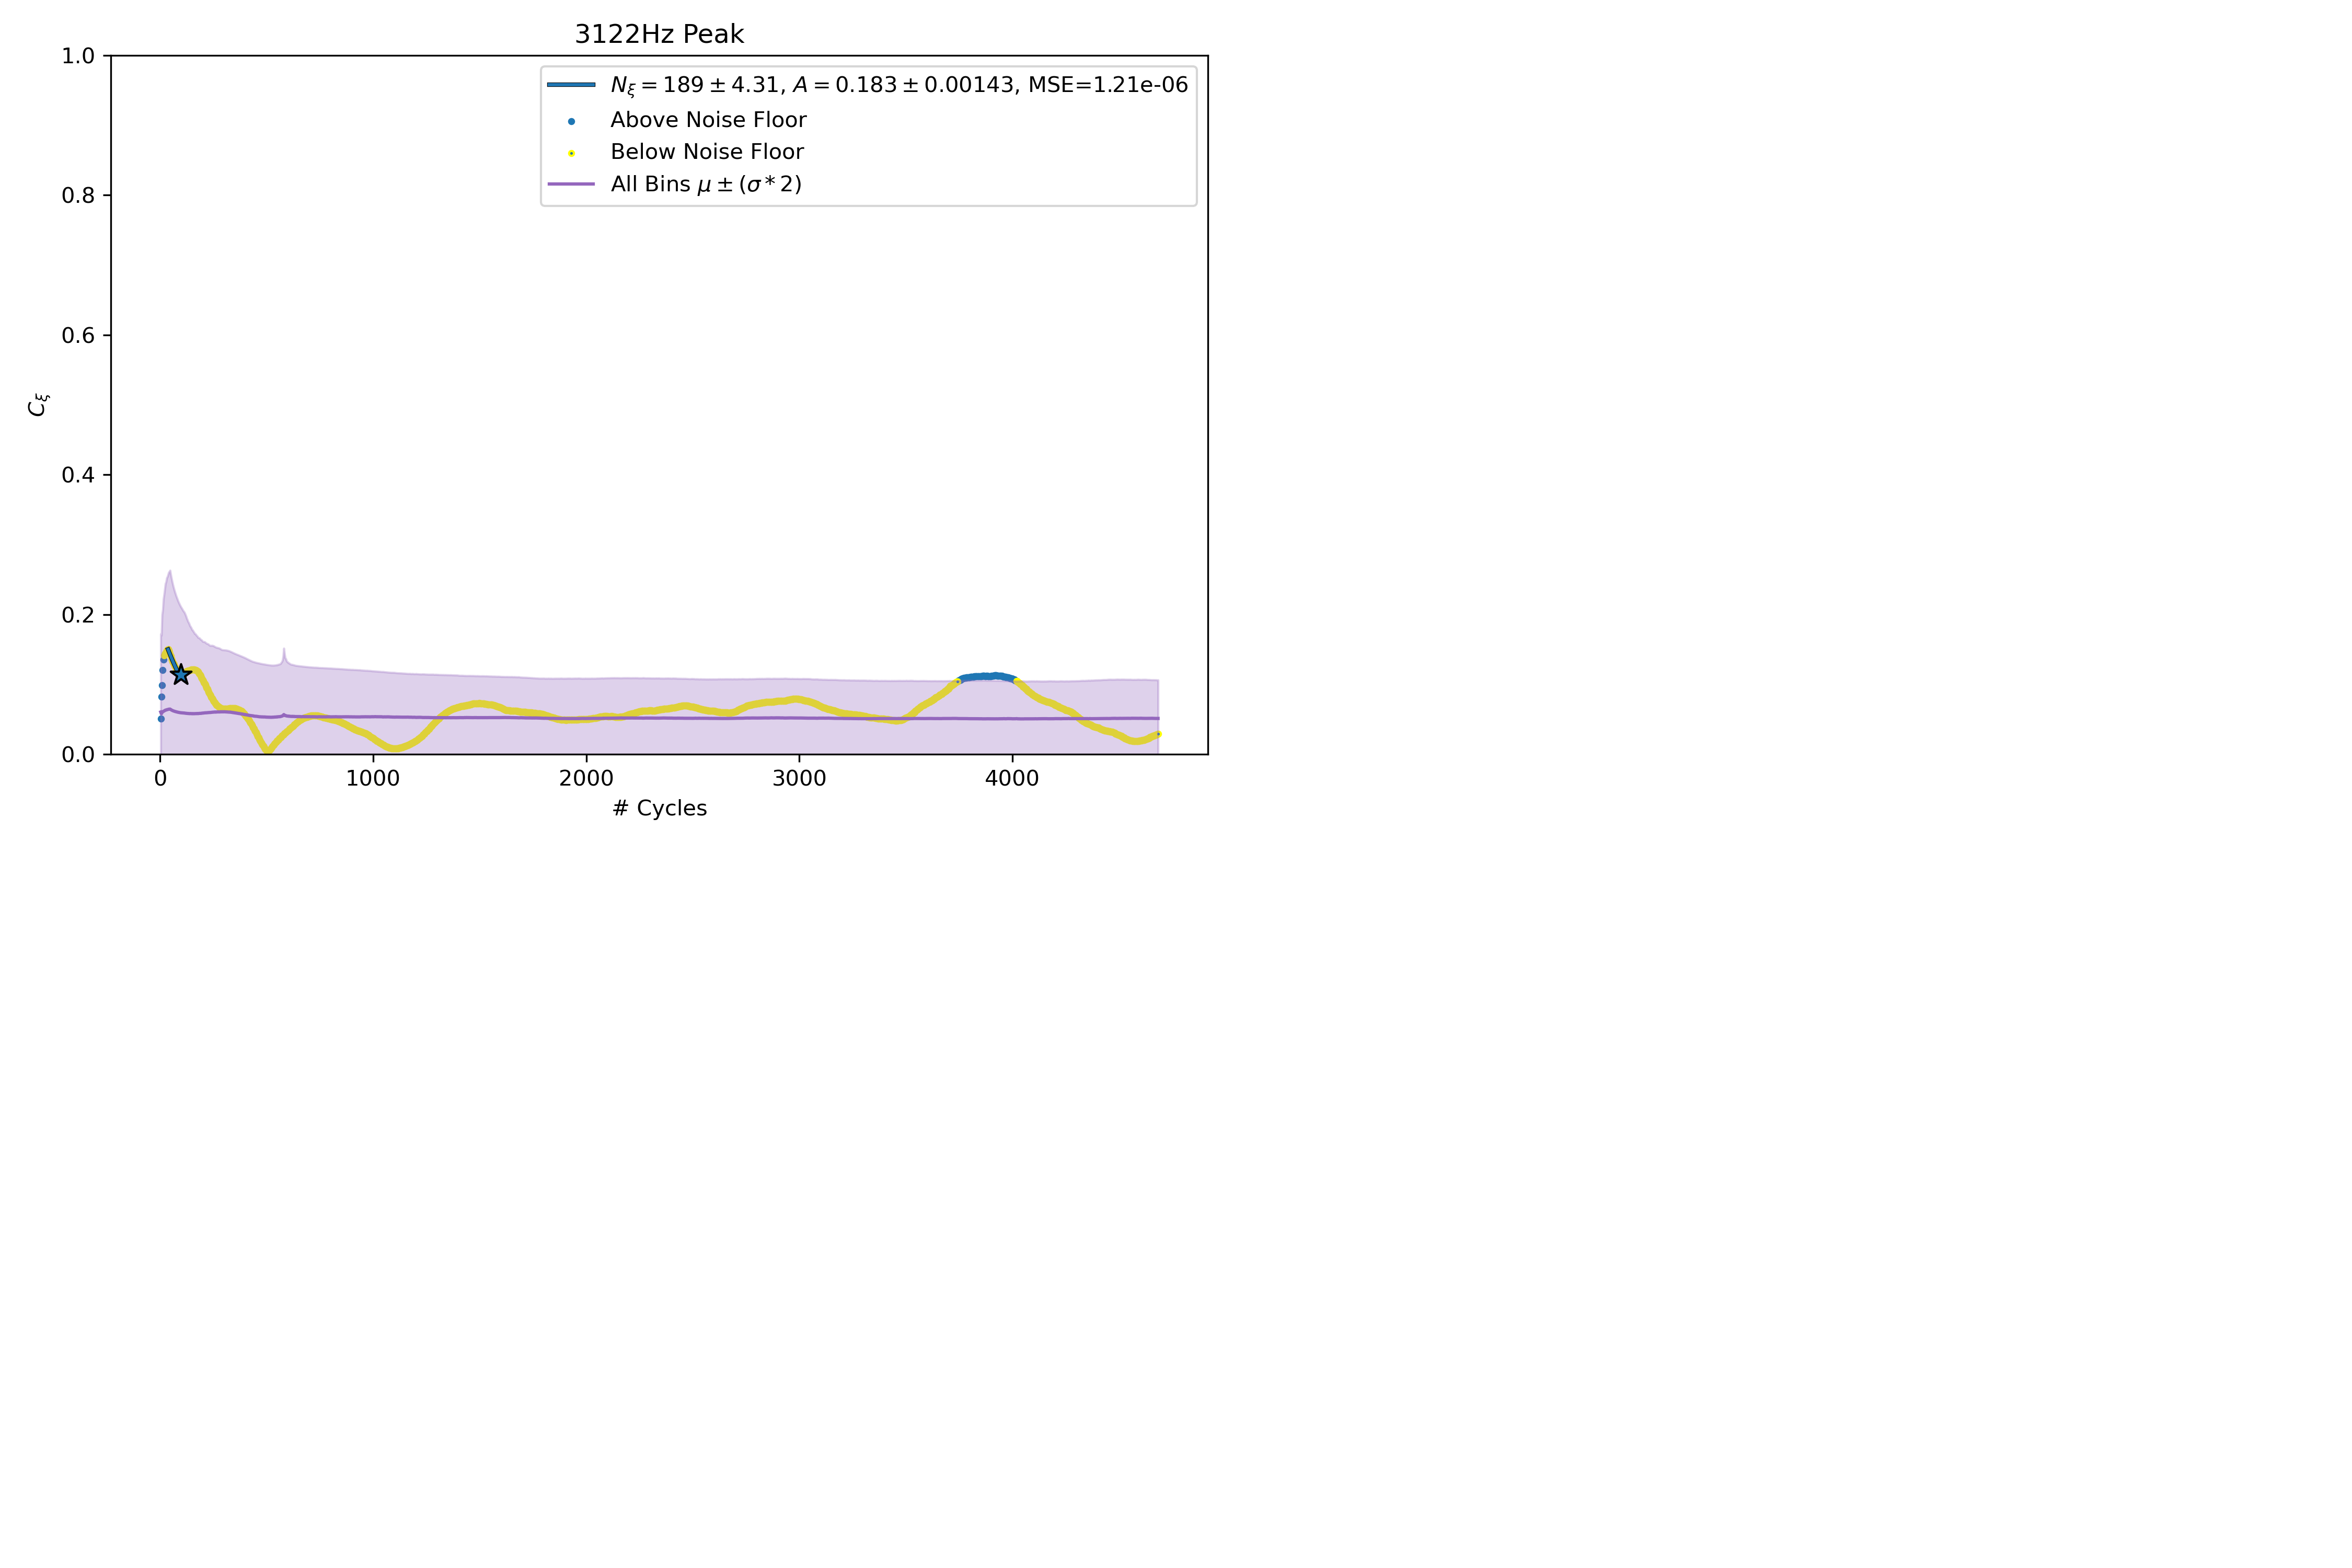 3122Hz Peak
1.0
0.8
0.6
0.4
0.2
0.0
C_ξ
N_ξ = 189 ± 4.31, A = 0.183 ± 0.00143, MSE=1.21e-06
Above Noise Floor
Below Noise Floor
All Bins μ ± (σ * 2)
0 1000 2000 3000 4000
# Cycles